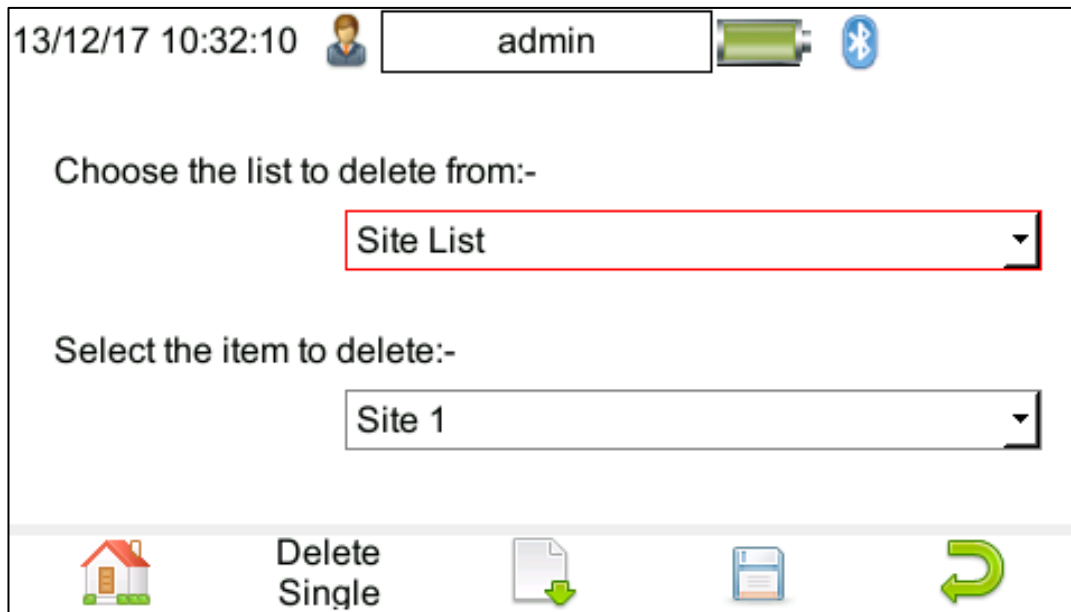 13/12/17 10:32:10 admin
Choose the list to delete from:-
Site List
Select the item to delete:-
Site 1
Delete
Single